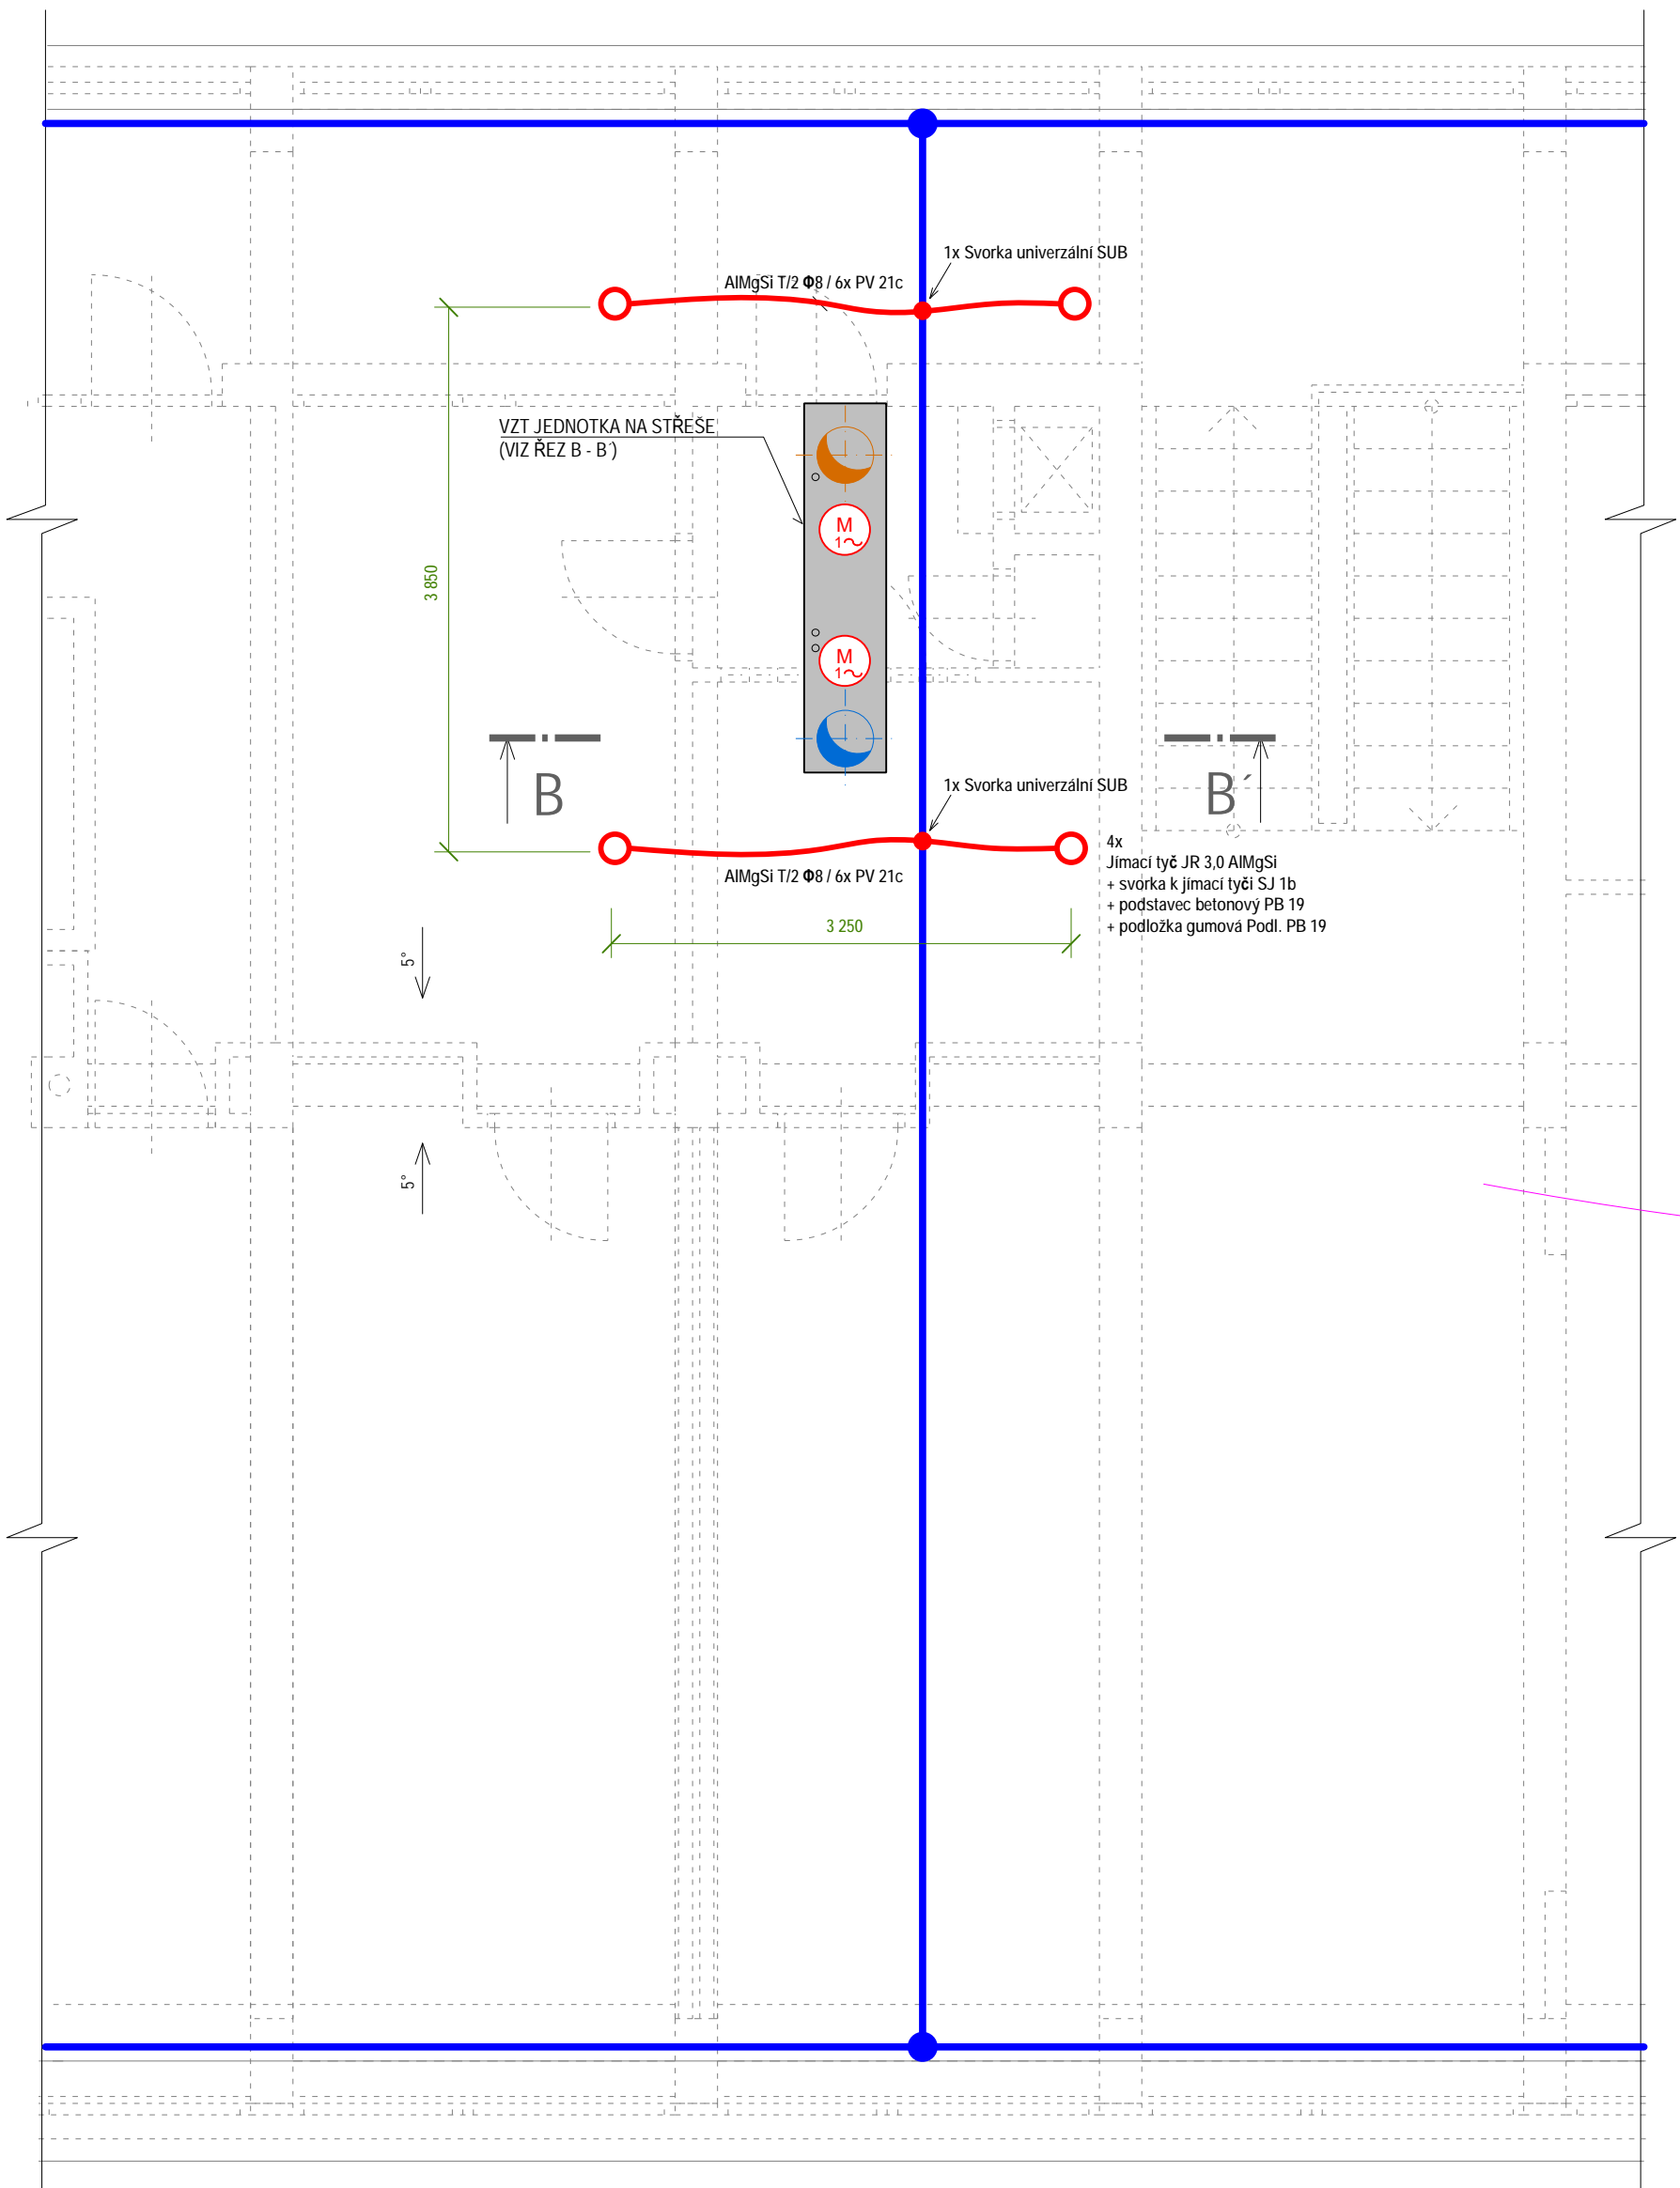 1x Svorka univerzální SUB
AlMgSi T/2 Φ8 / 6x PV 21c
VZT JEDNOTKA NA STŘEŠE
(VIZ ŘEZ B - B´)
M
1
3 850
M
1
B
B´
1x Svorka univerzální SUB
4x
Jímací tyč JR 3,0 AlMgSi
+ svorka k jímací tyči SJ 1b
+ podstavec betonový PB 19
+ podložka gumová Podl. PB 19
AlMgSi T/2 Φ8 / 6x PV 21c
3 250
5°
5°